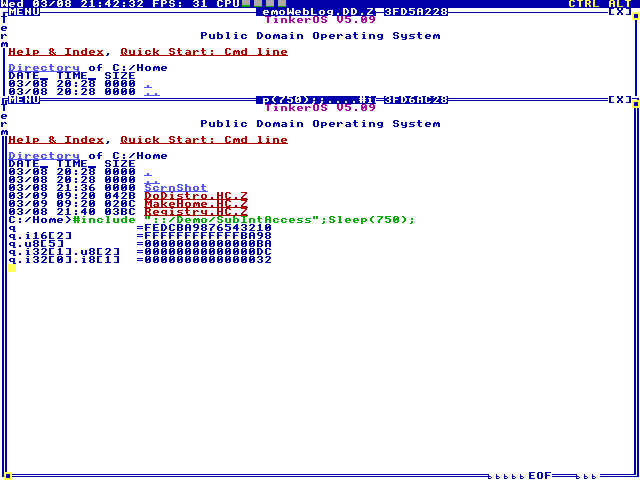 Wed 03/08 21:42:32 FPS: 31 CPU CTRL ALT
MENU emoWebLog.DD.Z 3FD5A228 [X]
Term
TinkerOS V5.09
Public Domain Operating System
Help & Index, Quick Start: Cmd line
Directory of C:/Home
DATE_ TIME_ SIZE
03/08 20:28 0000 .
03/08 20:28 0000 ..
MENU p(750);;....#i 3FD6AC28 [X]
Term
TinkerOS V5.09
Public Domain Operating System
Help & Index, Quick Start: Cmd line
Directory of C:/Home
DATE_ TIME_ SIZE
03/08 20:28 0000 .
03/08 20:28 0000 ..
03/08 21:36 0000 ScrnShot
03/09 09:20 042B DoDistro.HC.Z
03/09 09:20 020C MakeHome.HC.Z
03/08 21:40 03BC Registry.HC.Z
C:/Home>#include "::/Demo/SubIntAccess";Sleep(750);
q =FEDCBA9876543210
q.i16[2] =FFFFFFFFFFFFBA98
q.u8[5] =00000000000000BA
q.i32[1].u8[2] =00000000000000DC
q.i32[0].i8[1] =0000000000000032
EOF